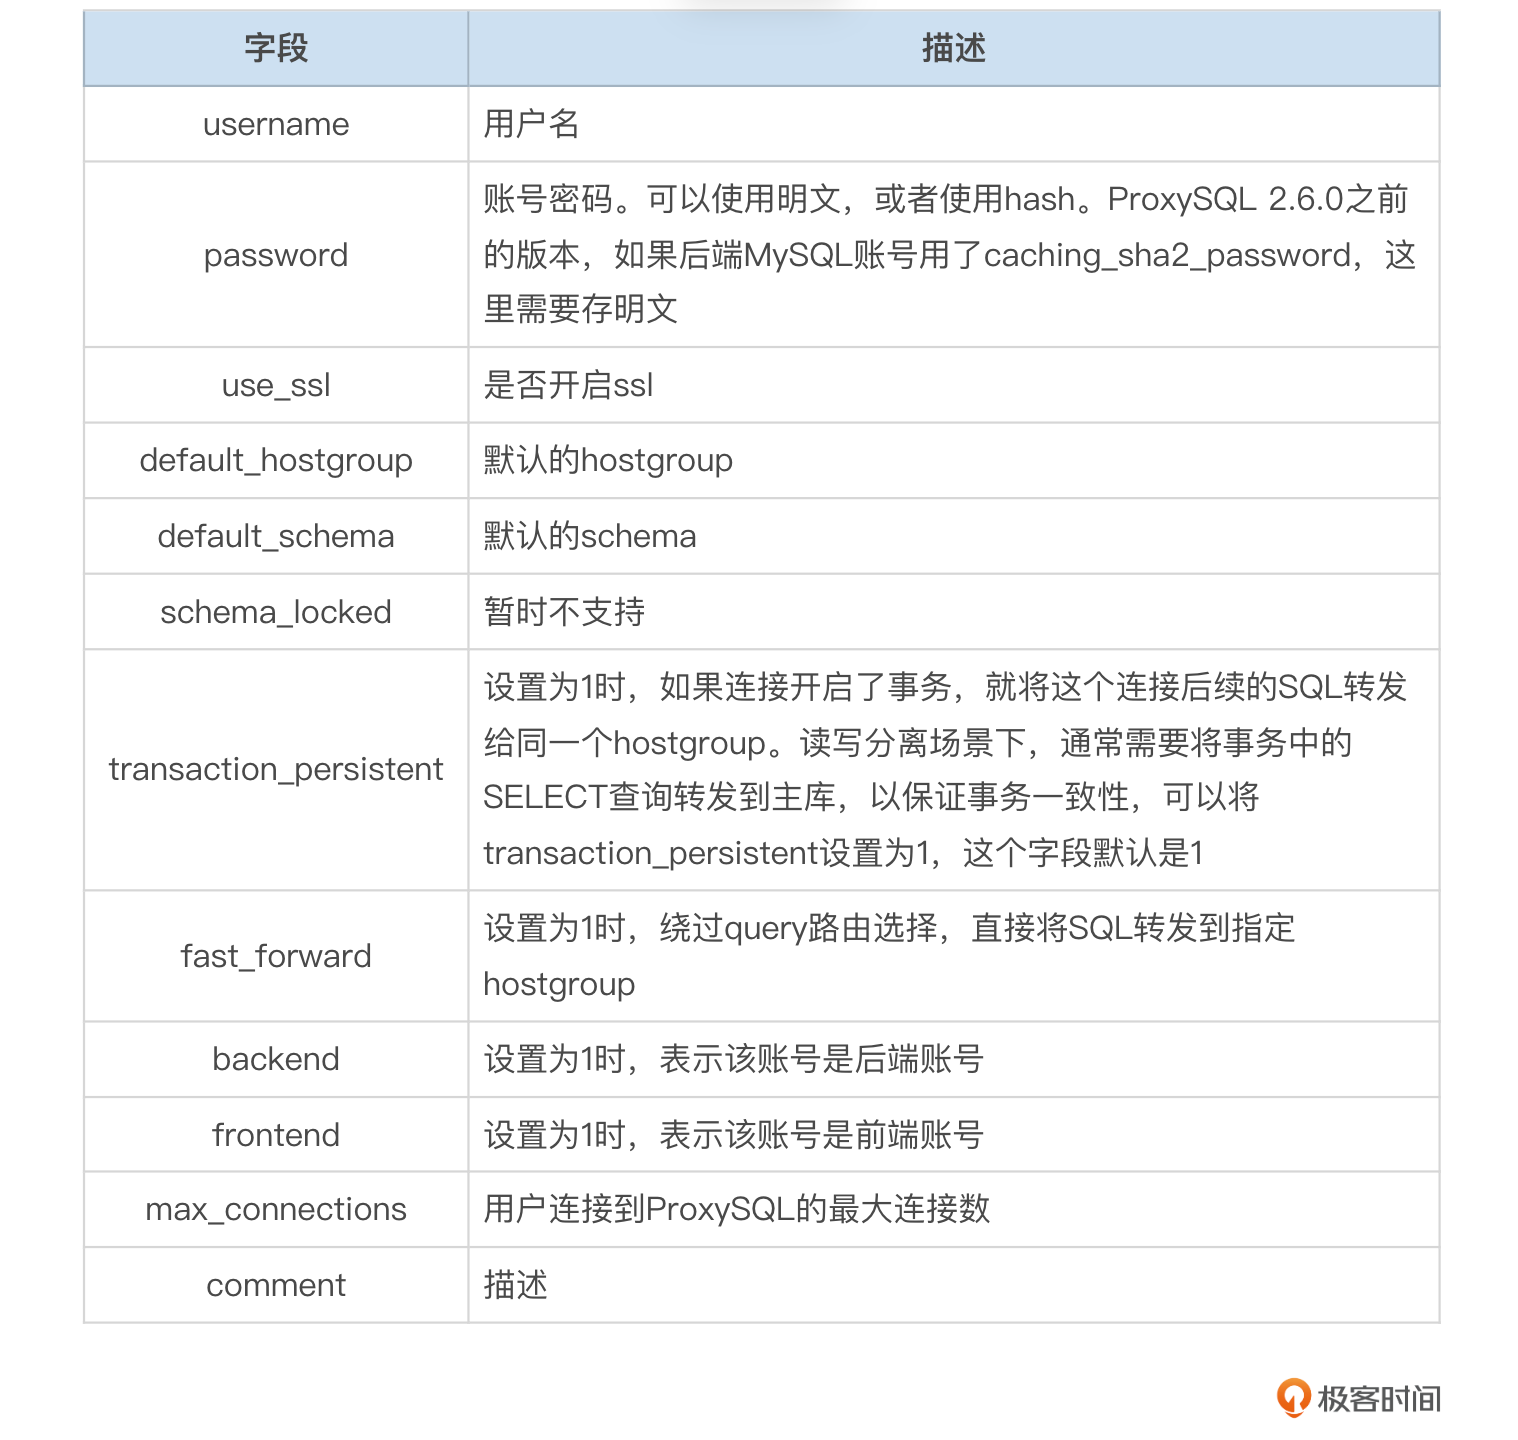 字段
描述
username
用户名
password
账号密码。可以使用明文，或者使用hash。ProxySQL 2.6.0之前
的版本，如果后端MySQL账号用了caching_sha2_password，这
里需要存明文
use_ssl
是否开启ssl
default_hostgroup
默认的hostgroup
default_schema
默认的schema
schema_locked
暂时不支持
transaction_persistent
设置为1时，如果连接开启了事务，就将这个连接后续的SQL转发
给同一个hostgroup。读写分离场景下，通常需要将事务中的
SELECT查询转发到主库，以保证事务一致性，可以将
transaction_persistent设置为1，这个字段默认是1
fast_forward
设置为1时，绕过query路由选择，直接将SQL转发到指定
hostgroup
backend
设置为1时，表示该账号是后端账号
frontend
设置为1时，表示该账号是前端账号
max_connections
用户连接到ProxySQL的最大连接数
comment
描述
极客时间